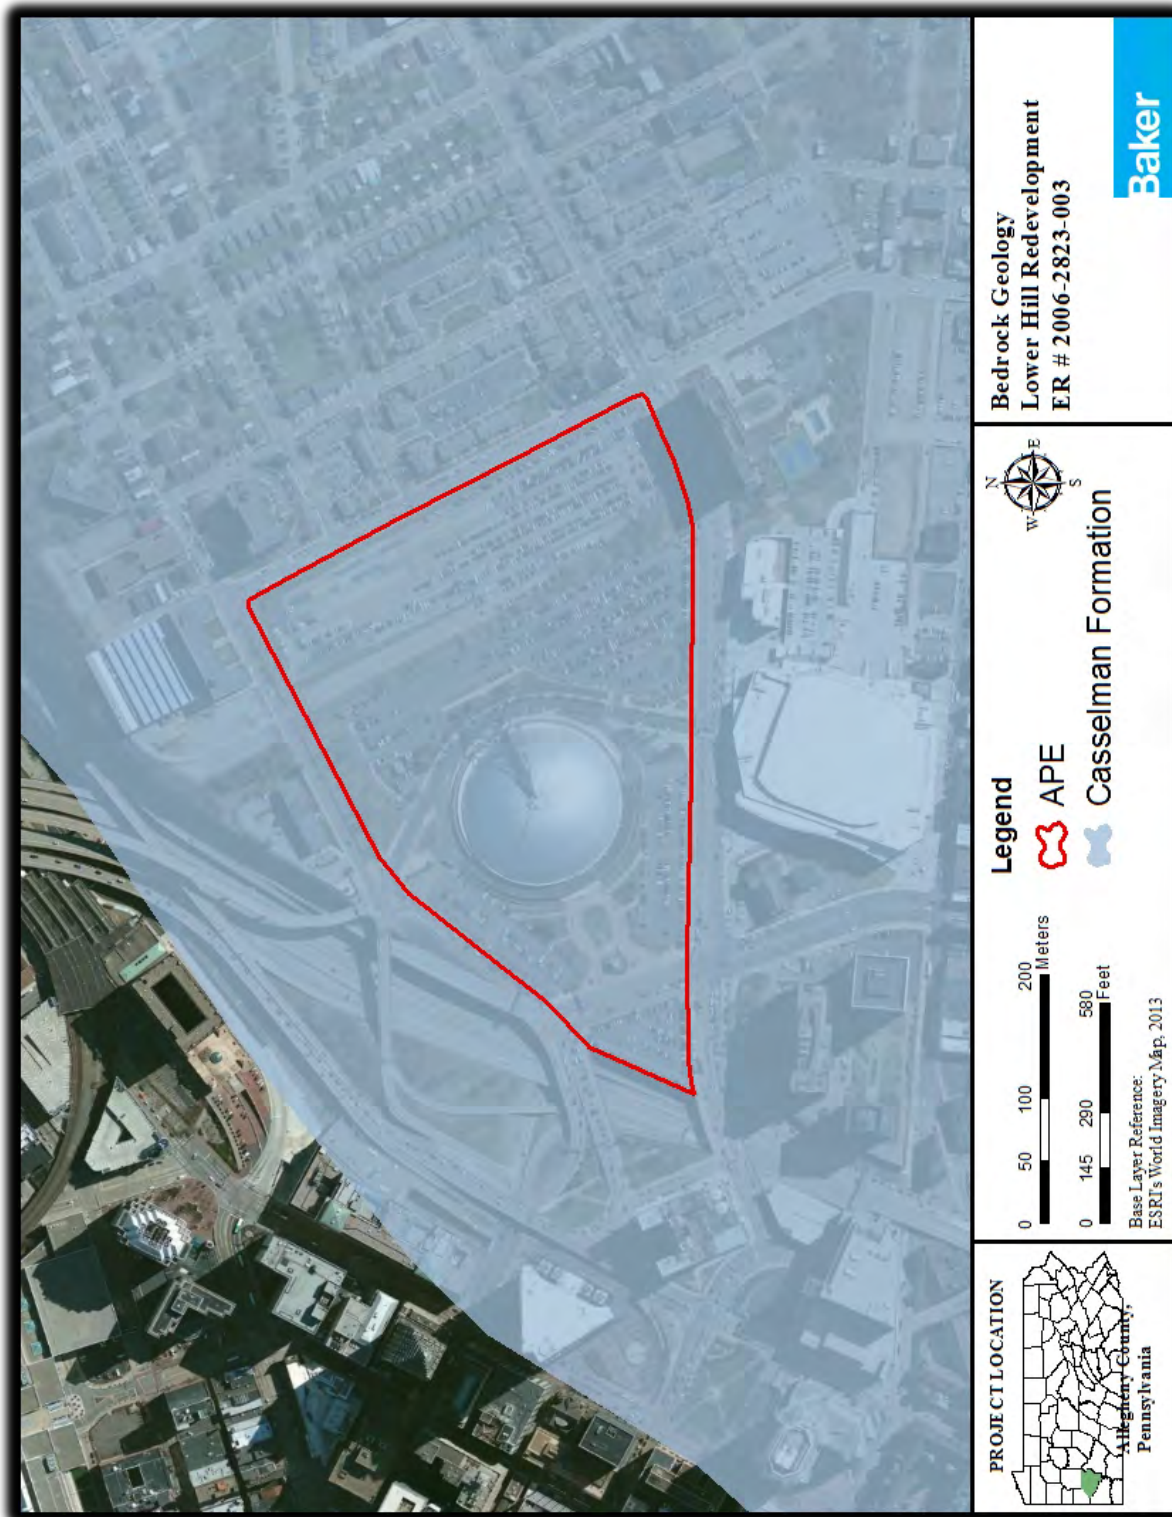 PROJECT LOCATION
Allegheny County,
Pennsylvania
0 50 100 200
Meters
0 145 290 580
Feet
Base Layer Reference:
ESRI's World Imagery Map, 2013
Legend
APE
Casselman Formation
N
W
E
S
Bedrock Geology
Lower Hill Redevelopment
ER # 2006-2823-003
Baker